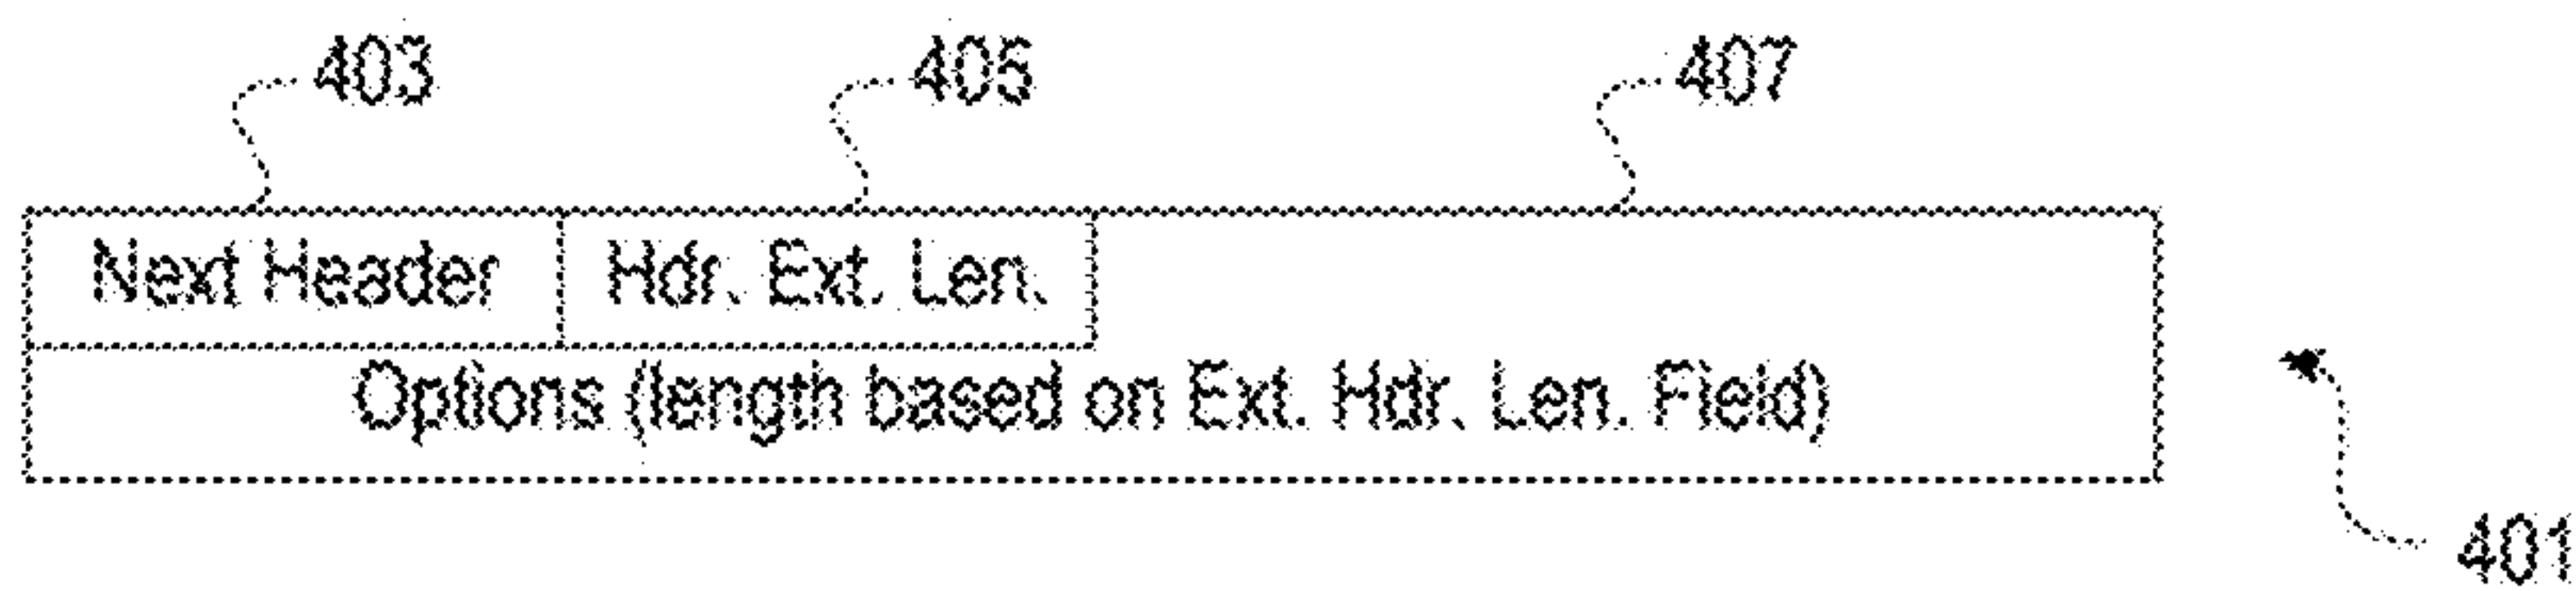 403 405 407
Next Header Hdr. Ext. Len.
Options (length based on Ext. Hdr. Len. Field)
401